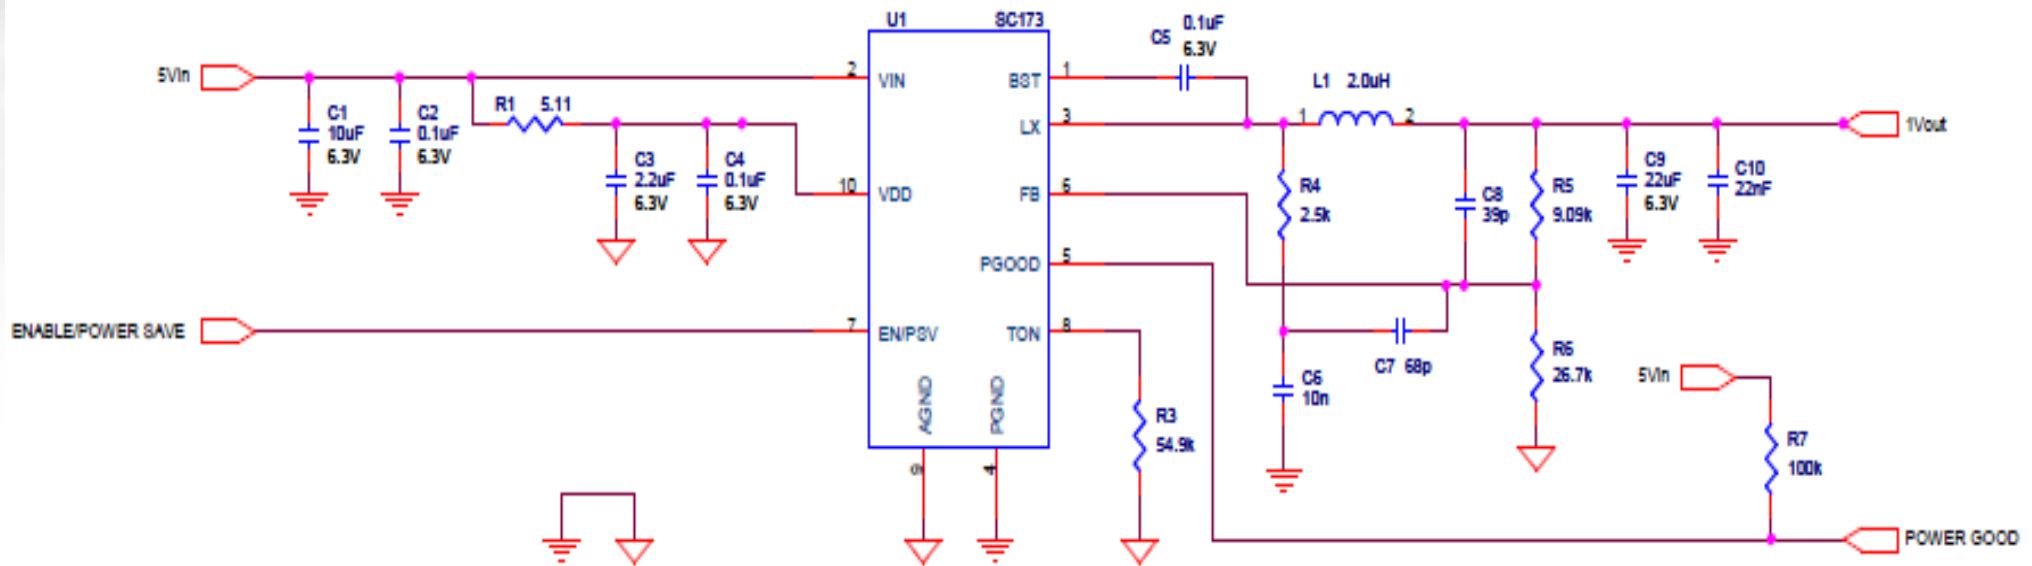 U1 SC173
C5 0.1uF
6.3V
5Vin
2 VIN
BST 1
L1 2.0uH
C1
10uF
6.3V
C2
0.1uF
6.3V
R1 5.11
LX 3
1 2
1Vout
C3
2.2uF
6.3V
C4
0.1uF
6.3V
10 VDD
FB 6
R4
2.5k
C8
39p
R5
9.09k
C9
22uF
6.3V
C10
22nF
PGOOD 5
ENABLE/POWER SAVE
7 EN/PSV
TON 8
C7 68p
R6
26.7k
5Vin
C6
10n
AGND
PGND
R3
54.9k
R7
100k
9
4
POWER GOOD